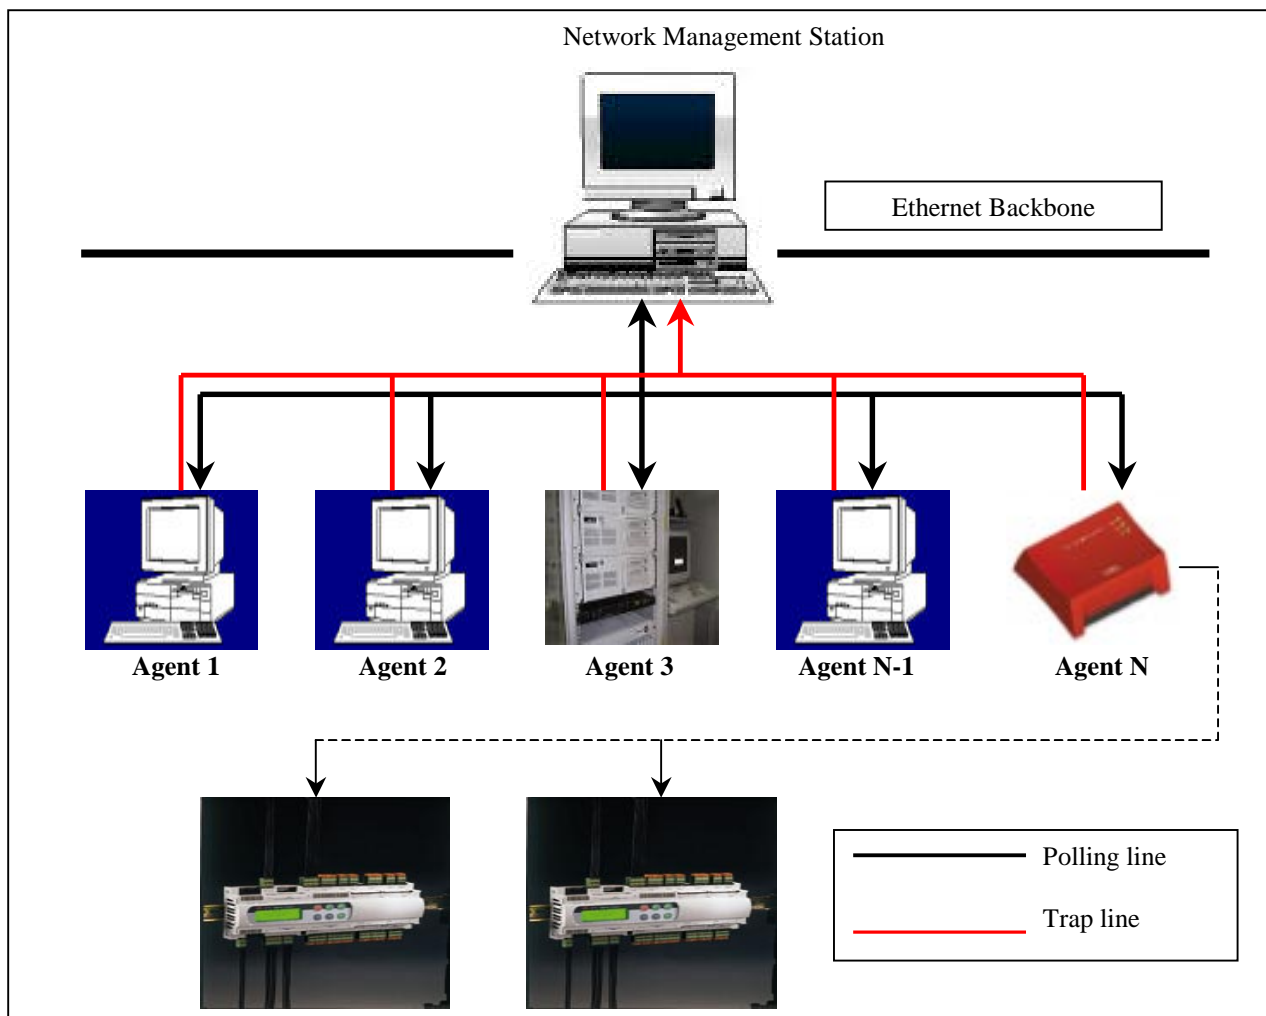 Network Management Station
Ethernet Backbone
Agent 1
Agent 2
Agent 3
Agent N-1
Agent N
Polling line
Trap line